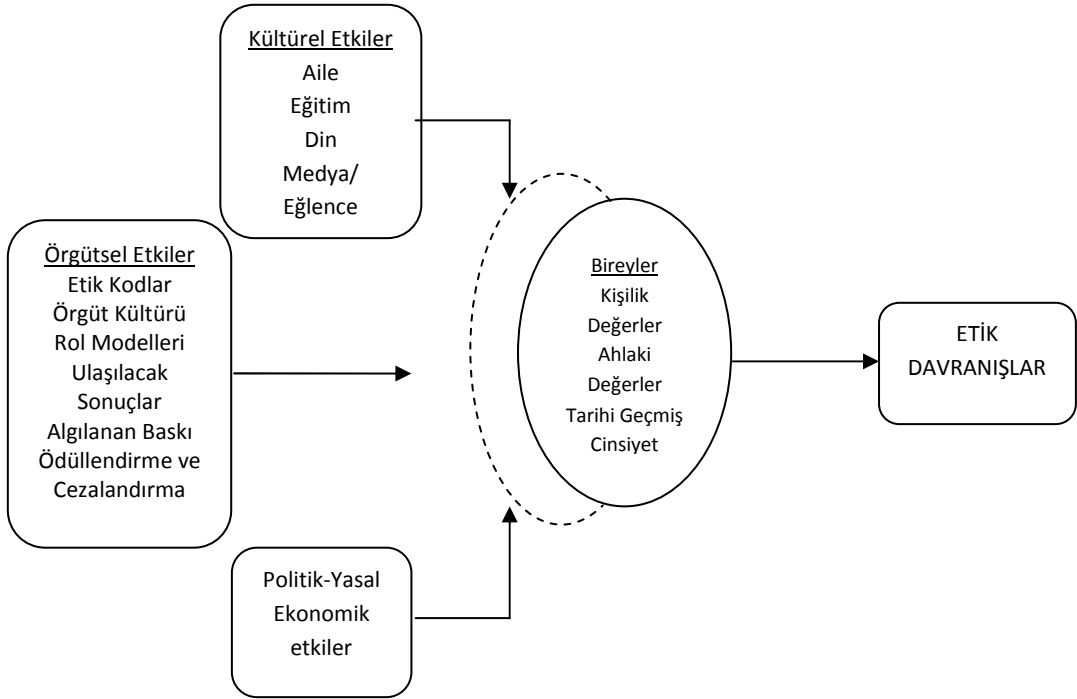 Kültürel Etkiler
Aile
Eğitim
Din
Medya/
Eğlence
Örgütsel Etkiler
Etik Kodlar
Örgüt Kültürü
Rol Modelleri
Ulaşılacak
Sonuçlar
Algılanan Baskı
Ödüllendirme ve
Cezalandırma
Politik-Yasal
Ekonomik
etkiler
Bireyler
Kişilik
Değerler
Ahlaki
Değerler
Tarihi Geçmiş
Cinsiyet
ETİK
DAVRANIŞLAR